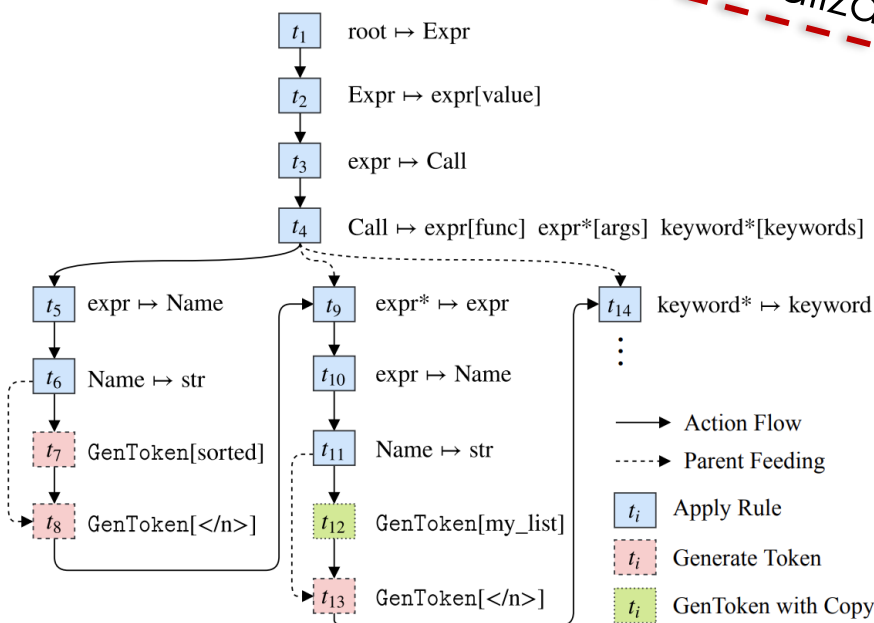 t1 root ↦ Expr
t2 Expr ↦ expr[value]
t3 expr ↦ Call
t4 Call ↦ expr[func] expr*[args] keyword*[keywords]
t5 expr ↦ Name
t6 Name ↦ str
t7 GenToken[sorted]
t8 GenToken[</n>]
t9 expr* ↦ expr
t10 expr ↦ Name
t11 Name ↦ str
t12 GenToken[my_list]
t13 GenToken[</n>]
t14 keyword* ↦ keyword
⋮
Action Flow
Parent Feeding
ti Apply Rule
ti Generate Token
ti GenToken with Copy